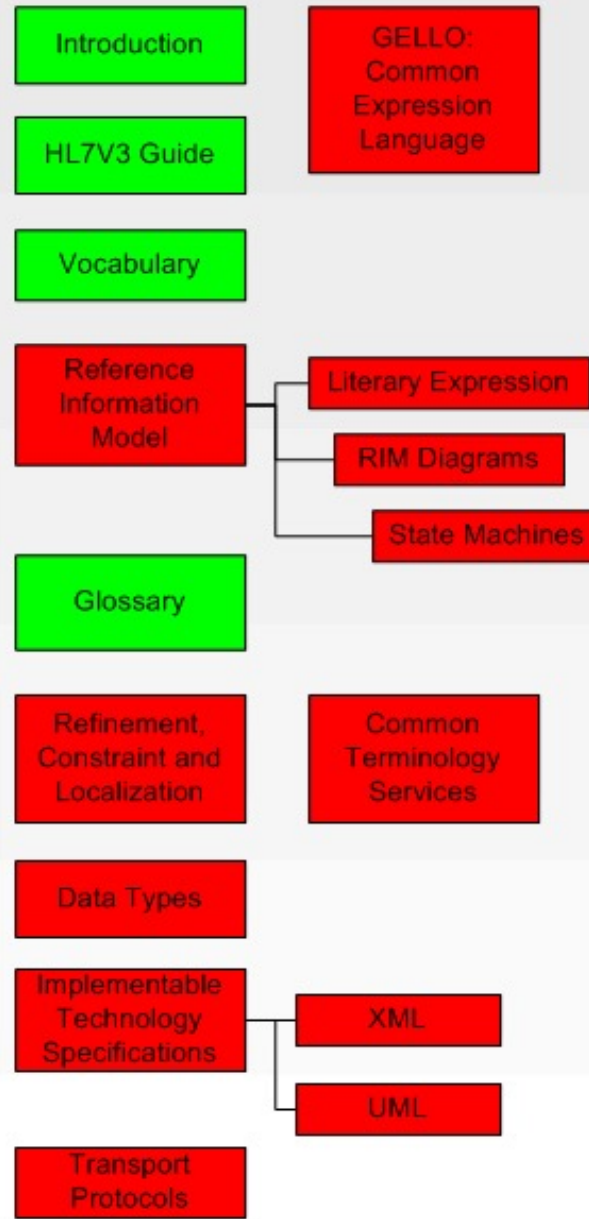 Introduction
GELLO:
Common
Expression
Language
HL7V3 Guide
Vocabulary
Reference
Information
Model
Literary Expression
RIM Diagrams
State Machines
Glossary
Refinement,
Constraint and
Localization
Common
Terminology
Services
Data Types
Implementable
Technology
Specifications
XML
UML
Transport
Protocols